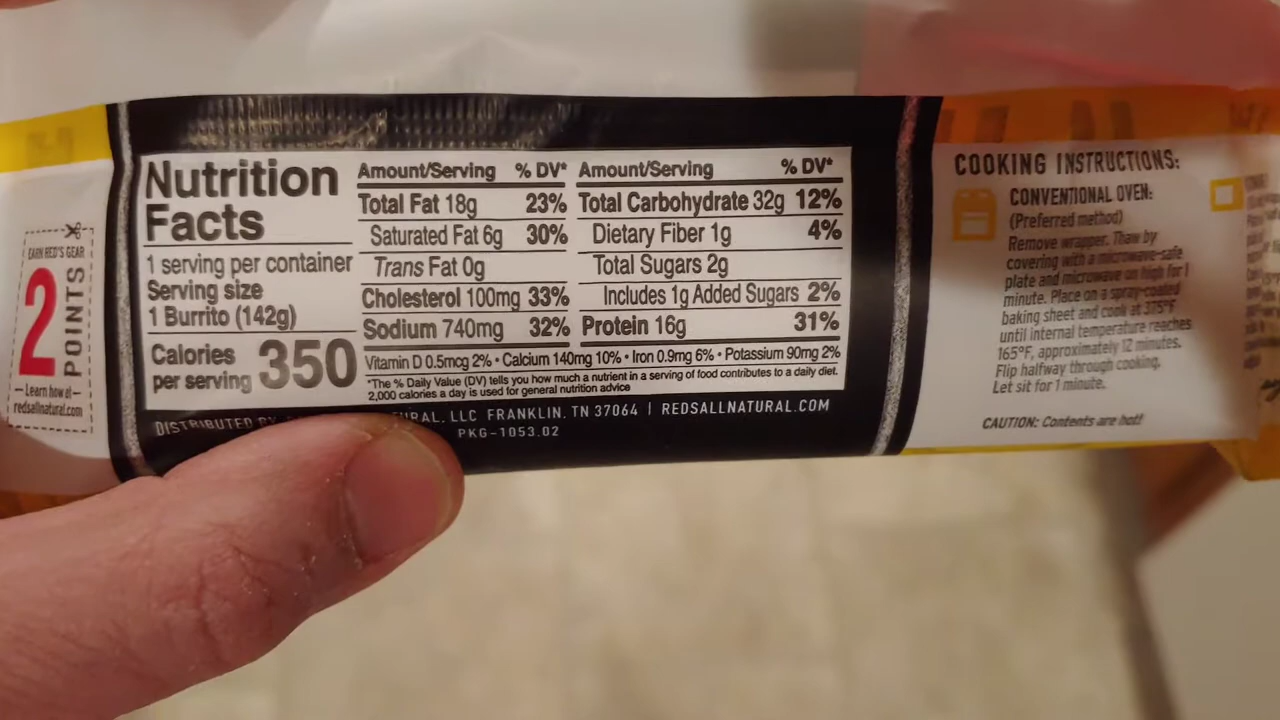 EARN RED'S GEAR
2 POINTS
Learn how at
redsallnatural.com
Nutrition
Facts
1 serving per container
Serving size
1 Burrito (142g)
Calories
per serving 350
Amount/Serving % DV*
Total Fat 18g 23%
Saturated Fat 6g 30%
Trans Fat 0g
Cholesterol 100mg 33%
Sodium 740mg 32%
Amount/Serving % DV*
Total Carbohydrate 32g 12%
Dietary Fiber 1g 4%
Total Sugars 2g
Includes 1g Added Sugars 2%
Protein 16g 31%
Vitamin D 0.5mcg 2% • Calcium 140mg 10% • Iron 0.9mg 6% • Potassium 90mg 2%
*The % Daily Value (DV) tells you how much a nutrient in a serving of food contributes to a daily diet.
2,000 calories a day is used for general nutrition advice
DISTRIBUTED BY LLC FRANKLIN, TN 37064 | REDSALLNATURAL.COM
PKG-1053.02
COOKING INSTRUCTIONS:
CONVENTIONAL OVEN:
(Preferred method)
Remove wrapper. Thaw by
covering with a microwave-safe
plate and microwave on high for 1
minute. Place on a spray-coated
baking sheet and cook at 375°F
until internal temperature reaches
165°F, approximately 12 minutes.
Flip halfway through cooking.
Let sit for 1 minute.
CAUTION: Contents are hot!